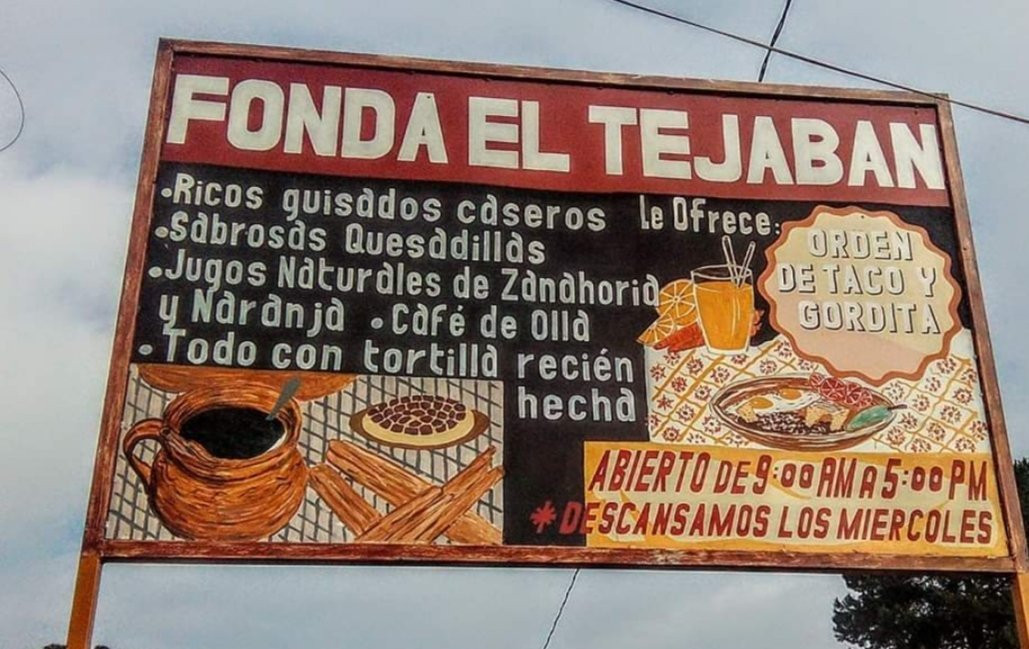 FONDA EL TEJABAN
•Ricos guisados caseros
•Sabrosas Quesadillas
•Jugos Naturales de Zanahoria
y Naranja •Café de Olla
•Todo con tortilla recién
hecha
Le Ofrece:
ORDEN
DE TACO Y
GORDITA
ABIERTO DE 9:00 AM A 5:00 PM
*DESCANSAMOS LOS MIERCOLES